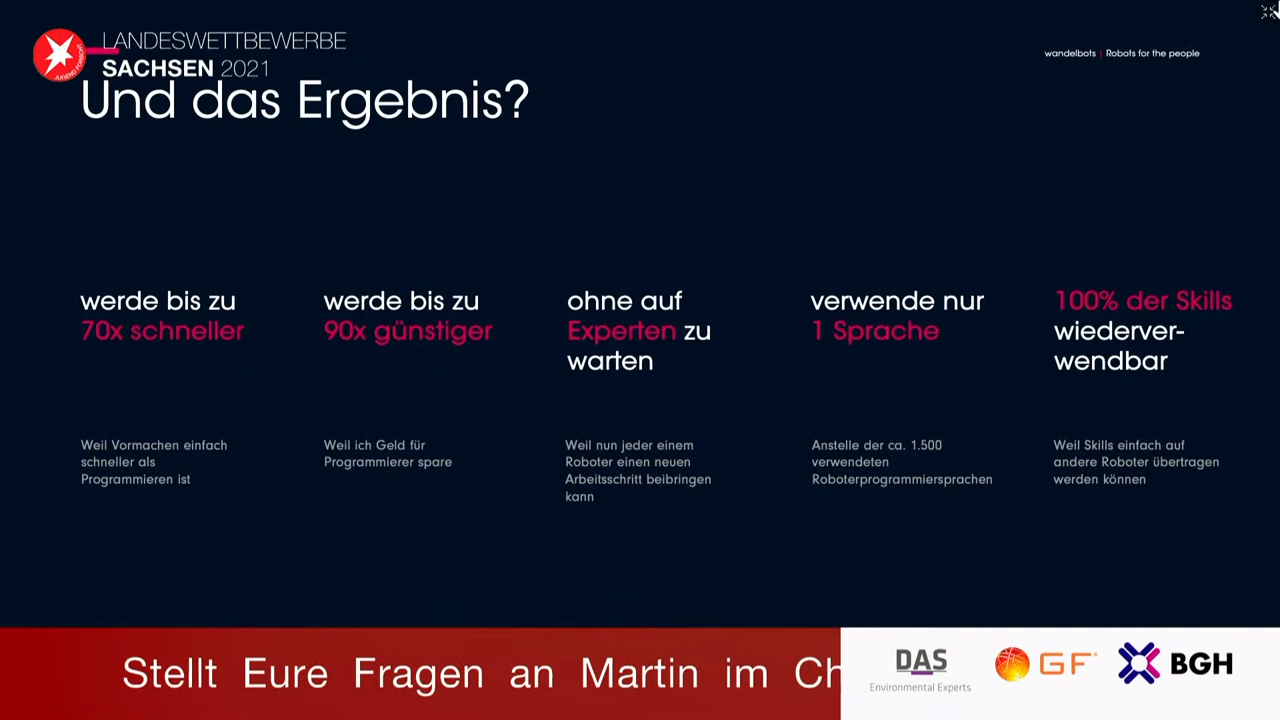 LANDESWETTBEWERBE
SACHSEN 2021
JUGEND FORSCHT
wandelbots | Robots for the people
Und das Ergebnis?
werde bis zu
70x schneller
Weil Vormachen einfach
schneller als
Programmieren ist
werde bis zu
90x günstiger
Weil ich Geld für
Programmierer spare
ohne auf
Experten zu
warten
Weil nun jeder einem
Roboter einen neuen
Arbeitsschritt beibringen
kann
verwende nur
1 Sprache
Anstelle der ca. 1.500
verwendeten
Roboterprogrammiersprachen
100% der Skills
wiederver-
wendbar
Weil Skills einfach auf
andere Roboter übertragen
werden können
Stellt Eure Fragen an Martin im Ch
DAS
Environmental Experts
GF
BGH